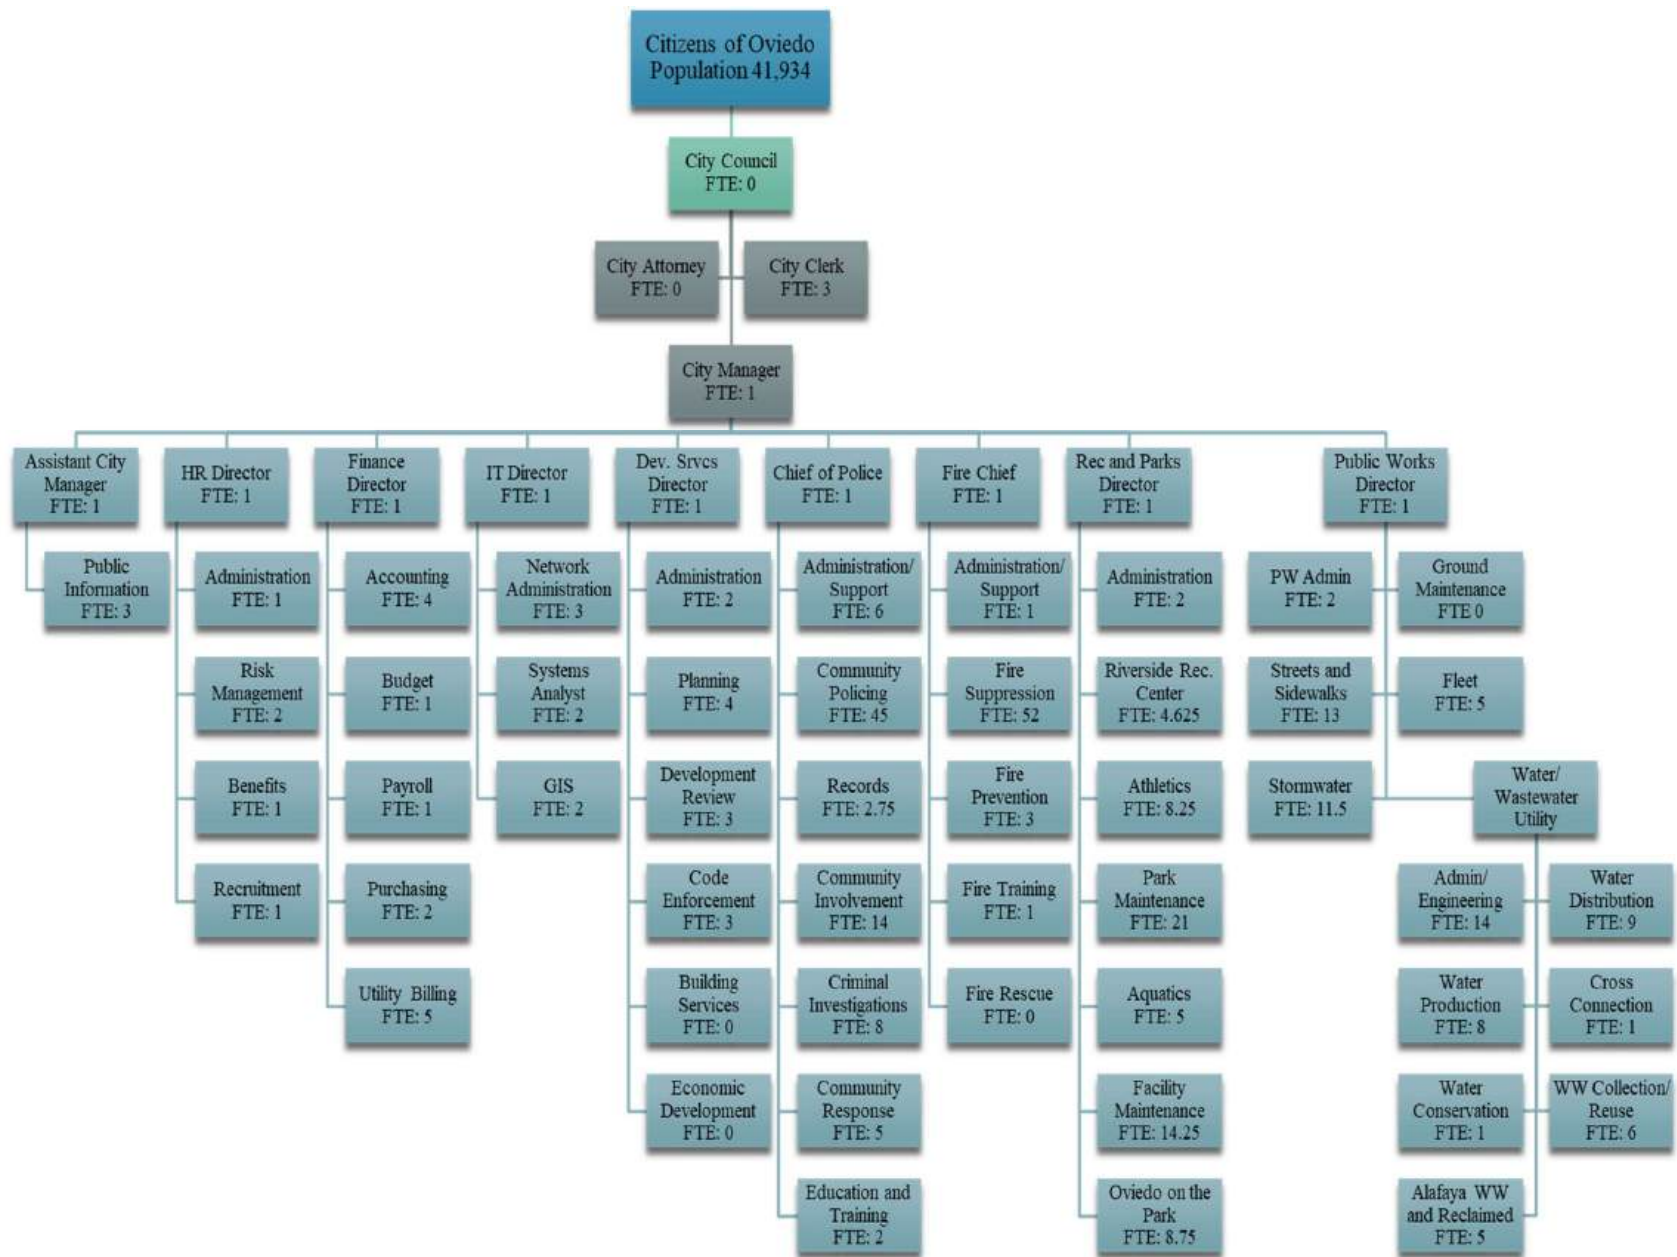 Citizens of Oviedo
Population 41,934
City Council
FTE: 0
City Attorney
FTE: 0
City Clerk
FTE: 3
City Manager
FTE: 1
Assistant City
Manager
FTE: 1
HR Director
FTE: 1
Finance
Director
FTE: 1
IT Director
FTE: 1
Dev. Srvcs
Director
FTE: 1
Chief of Police
FTE: 1
Fire Chief
FTE: 1
Rec and Parks
Director
FTE: 1
Public Works
Director
FTE: 1
Public
Information
FTE: 3
Administration
FTE: 1
Accounting
FTE: 4
Network
Administration
FTE: 3
Administration
FTE: 2
Administration/
Support
FTE: 6
Administration/
Support
FTE: 1
Administration
FTE: 2
PW Admin
FTE: 2
Ground
Maintenance
FTE 0
Risk
Management
FTE: 2
Budget
FTE: 1
Systems
Analyst
FTE: 2
Planning
FTE: 4
Community
Policing
FTE: 45
Fire
Suppression
FTE: 52
Riverside Rec.
Center
FTE: 4.625
Streets and
Sidewalks
FTE: 13
Fleet
FTE: 5
Benefits
FTE: 1
Payroll
FTE: 1
GIS
FTE: 2
Development
Review
FTE: 3
Records
FTE: 2.75
Fire
Prevention
FTE: 3
Athletics
FTE: 8.25
Stormwater
FTE: 11.5
Water/
Wastewater
Utility
Recruitment
FTE: 1
Purchasing
FTE: 2
Code
Enforcement
FTE: 3
Community
Involvement
FTE: 14
Fire Training
FTE: 1
Park
Maintenance
FTE: 21
Admin/
Engineering
FTE: 14
Water
Distribution
FTE: 9
Utility Billing
FTE: 5
Building
Services
FTE: 0
Criminal
Investigations
FTE: 8
Fire Rescue
FTE: 0
Aquatics
FTE: 5
Water
Production
FTE: 8
Cross
Connection
FTE: 1
Economic
Development
FTE: 0
Community
Response
FTE: 5
Facility
Maintenance
FTE: 14.25
Water
Conservation
FTE: 1
WW Collection/
Reuse
FTE: 6
Education and
Training
FTE: 2
Oviedo on the
Park
FTE: 8.75
Alafaya WW
and Reclaimed
FTE: 5